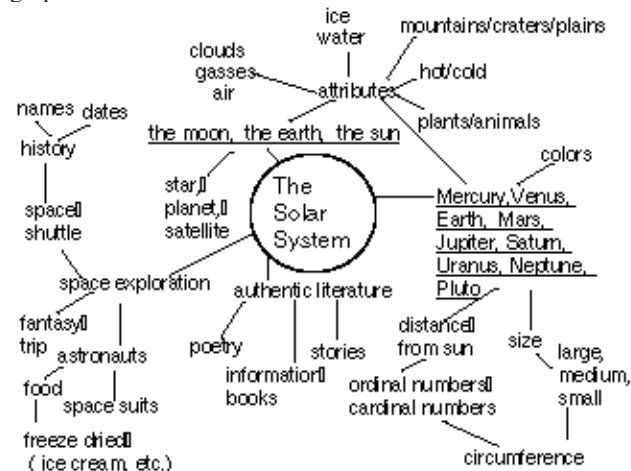 ice
water
mountains/craters/plains
clouds
gasses
air
attributes
hot/cold
plants/animals
names
dates
history
the moon, the earth, the sun
colors
star,
planet,
satellite
The
Solar
System
Mercury,Venus,
Earth, Mars,
Jupiter, Saturn,
Uranus, Neptune,
Pluto
space
shuttle
space exploration
authentic literature
fantasy
trip
astronauts
food
space suits
freeze dried
( ice cream, etc.)
poetry
information
books
stories
distance
from sun
size
large,
medium,
small
ordinal numbers
cardinal numbers
circumference